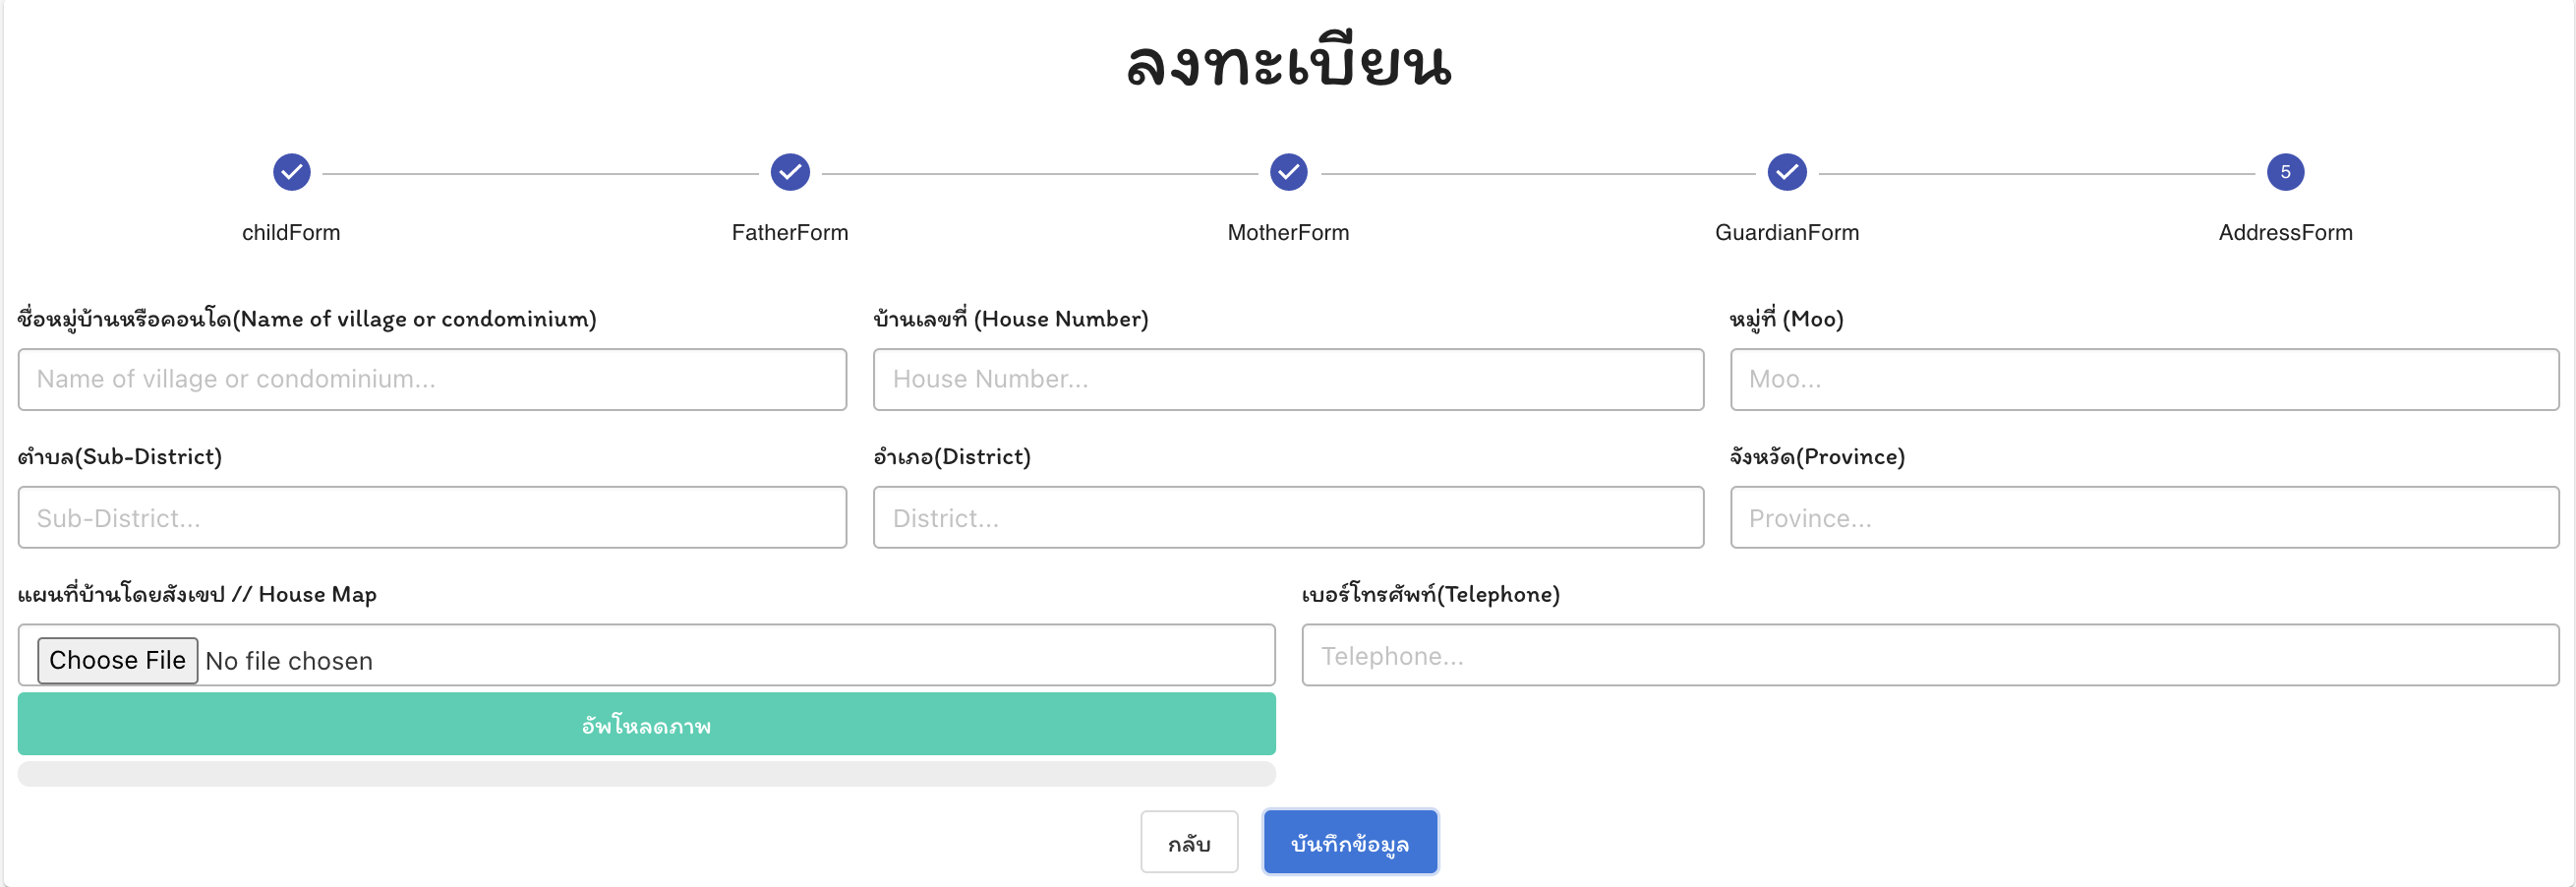 ลงทะเบียน
5
childForm FatherForm MotherForm GuardianForm AddressForm
ชื่อหมู่บ้านหรือคอนโด(Name of village or condominium) บ้านเลขที่ (House Number) หมู่ที่ (Moo)
Name of village or condominium... House Number... Moo...
ตำบล(Sub-District) อำเภอ(District) จังหวัด(Province)
Sub-District... District... Province...
แผนที่บ้านโดยสังเขป // House Map เบอร์โทรศัพท์(Telephone)
Choose File No file chosen Telephone...
อัพโหลดภาพ
กลับ บันทึกข้อมูล